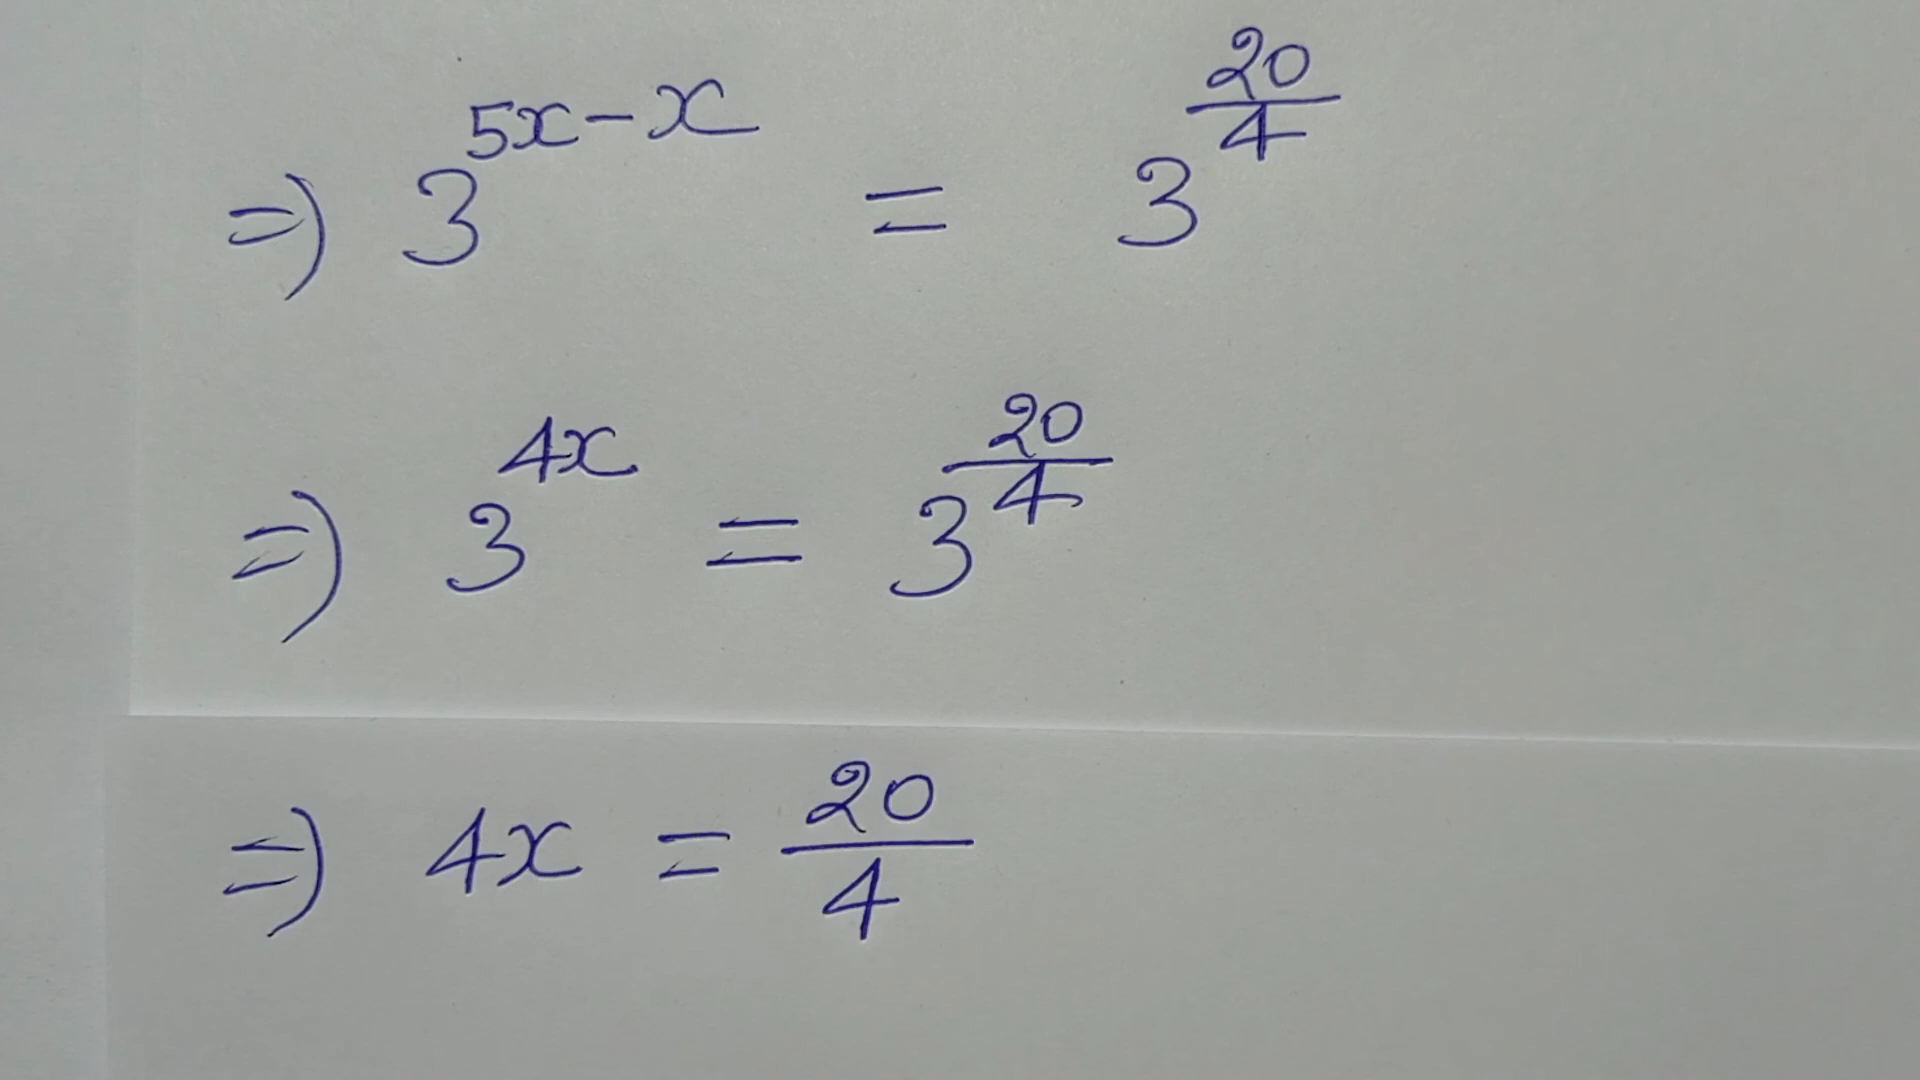 =) 3^{5x-x} = 3^{20/4}
=) 3^{4x} = 3^{20/4}
=) 4x = 20/4